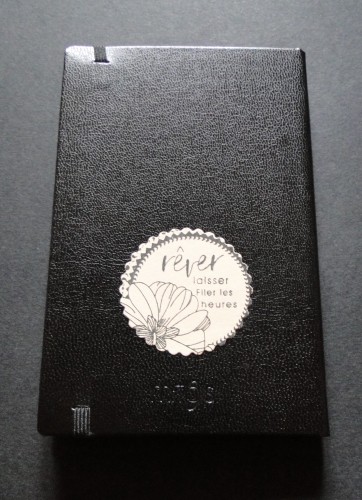 rêver
laisser
filer les
heures